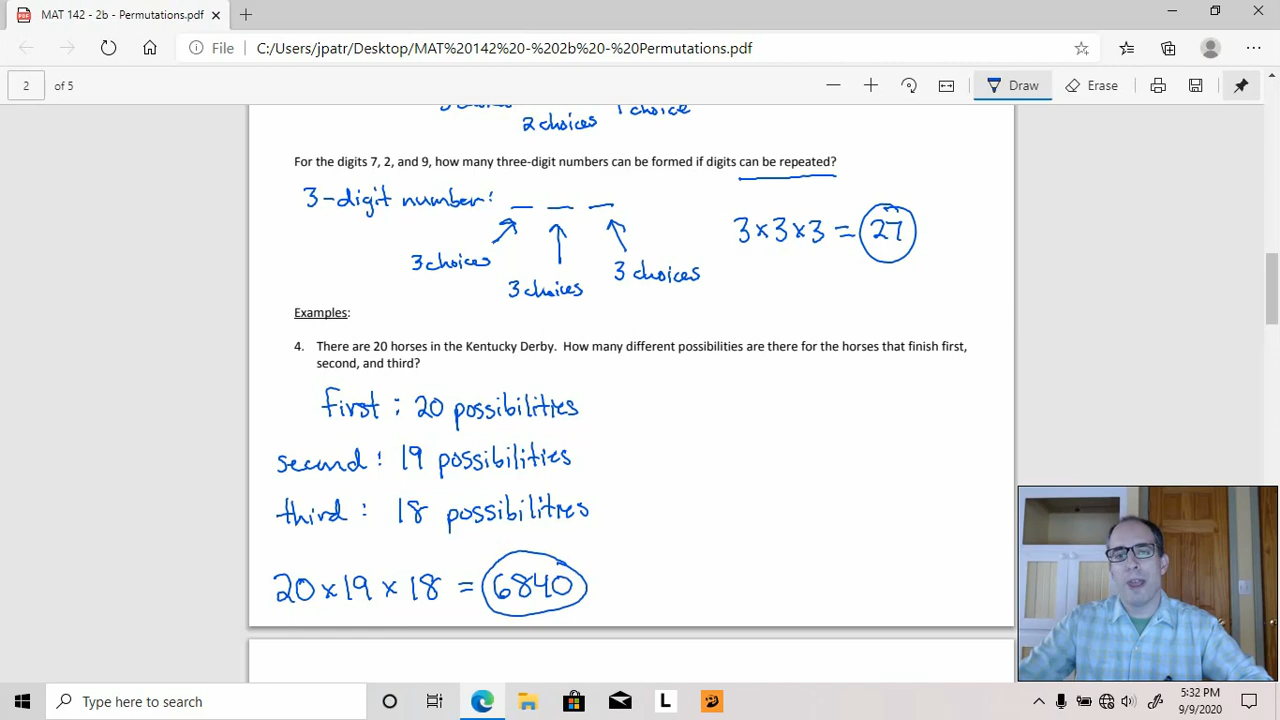 MAT 142 - 2b - Permutations.pdf
File C:/Users/jpatr/Desktop/MAT%20142%20-%202b%20-%20Permutations.pdf
2 of 5 Draw Erase
1 choice
2 choices
For the digits 7, 2, and 9, how many three-digit numbers can be formed if digits can be repeated?
3-digit number: _ _ _
3 choices
3 choices
3 choices
3×3×3 = 27
Examples:
4. There are 20 horses in the Kentucky Derby. How many different possibilities are there for the horses that finish first,
second, and third?
first : 20 possibilities
second : 19 possibilities
third : 18 possibilities
20×19×18 = 6840
Type here to search
L
5:32 PM
9/9/2020